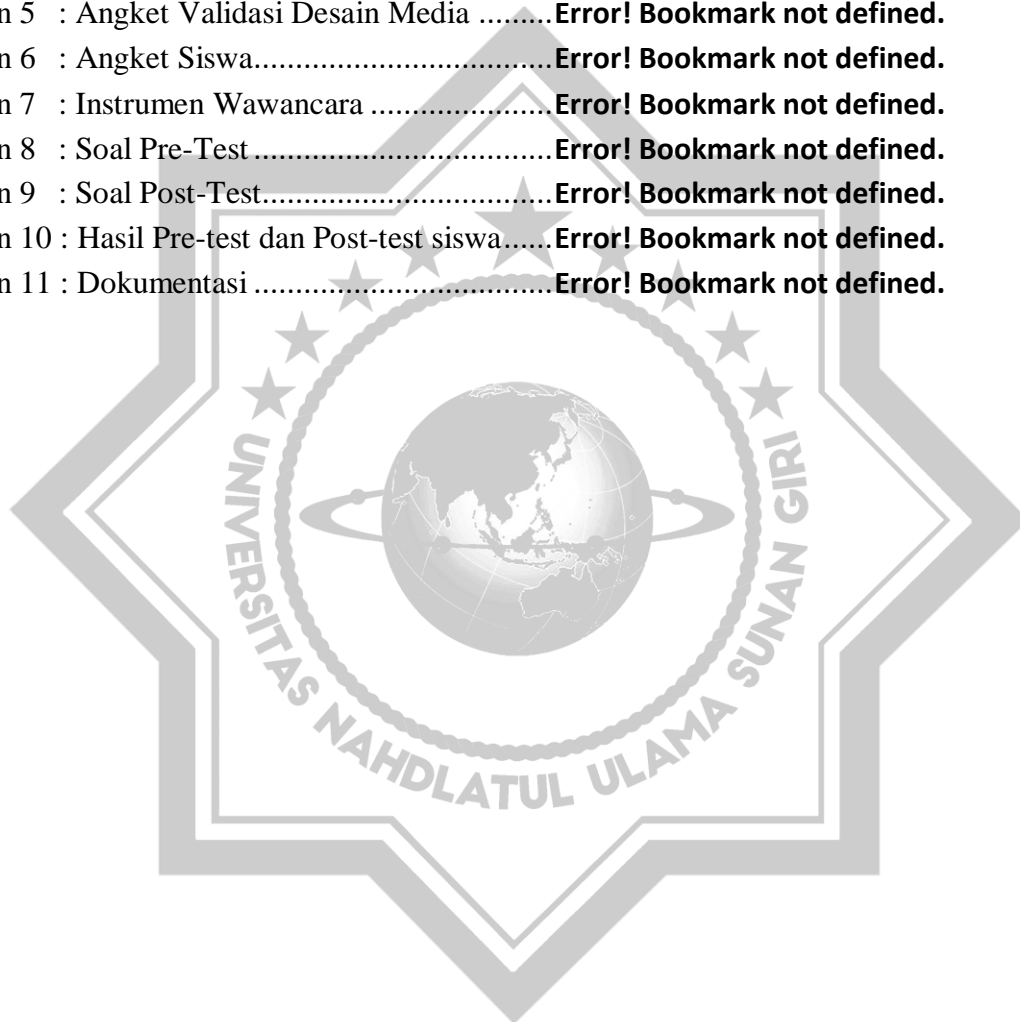 n 5 : Angket Validasi Desain Media .........Error! Bookmark not defined.
n 6 : Angket Siswa....................................Error! Bookmark not defined.
n 7 : Instrumen Wawancara ......................Error! Bookmark not defined.
n 8 : Soal Pre-Test ....................................Error! Bookmark not defined.
n 9 : Soal Post-Test...................................Error! Bookmark not defined.
n 10 : Hasil Pre-test dan Post-test siswa......Error! Bookmark not defined.
n 11 : Dokumentasi ....................................Error! Bookmark not defined.
UNIVERSITAS NAHDLATUL ULAMA SUNAN GIRI